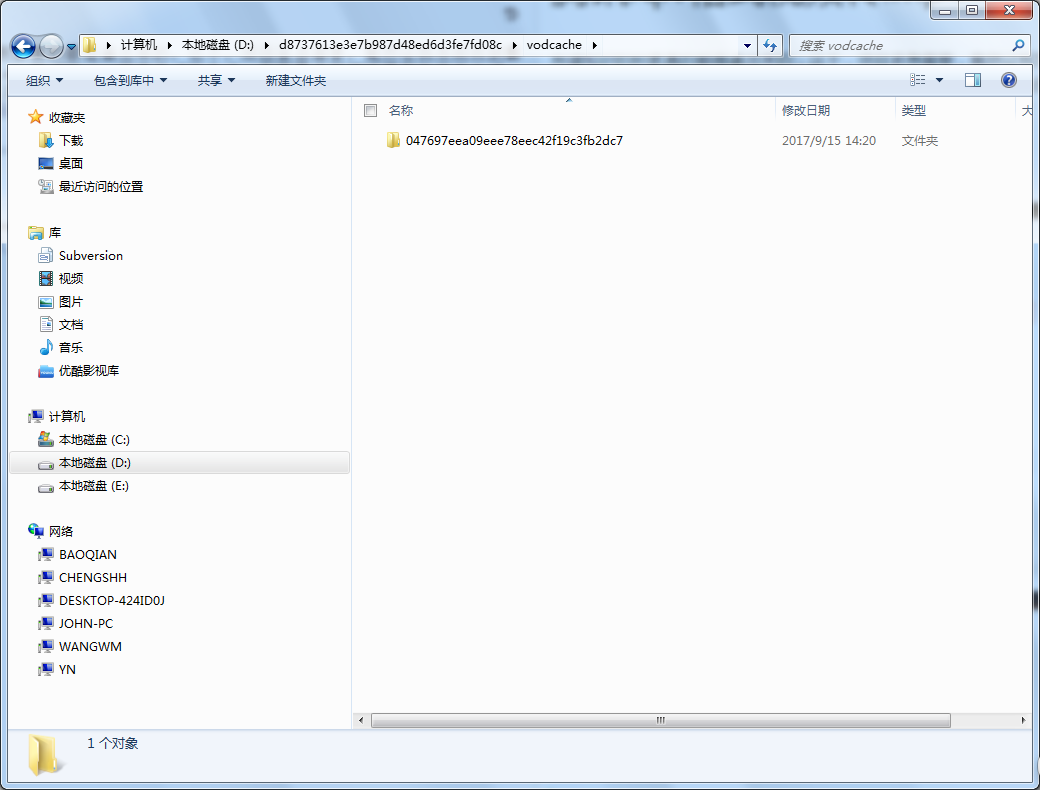 计算机 本地磁盘 (D:) d8737613e3e7b987d48ed6d3fe7fd08c vodcache
搜索 vodcache
组织 包含到库中 共享 新建文件夹
收藏夹
下载
桌面
最近访问的位置
库
Subversion
视频
图片
文档
音乐
优酷影视库
计算机
本地磁盘 (C:)
本地磁盘 (D:)
本地磁盘 (E:)
网络
BAOQIAN
CHENGSHH
DESKTOP-424ID0J
JOHN-PC
WANGWM
YN
名称 修改日期 类型 大
047697eea09eee78eec42f19c3fb2dc7 2017/9/15 14:20 文件夹
1 个对象